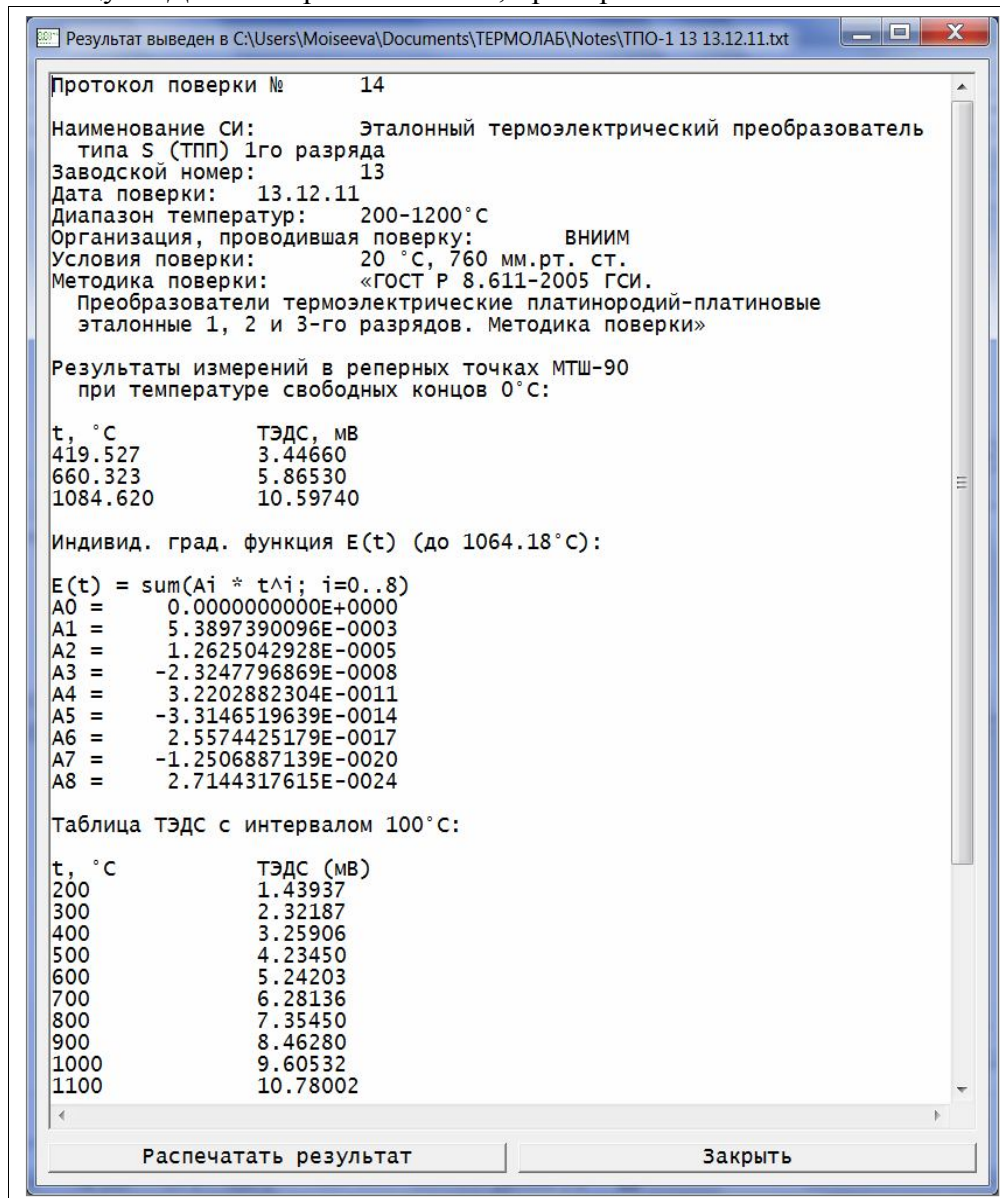 Результат выведен в C:\Users\Moiseeva\Documents\ТЕРМОЛАБ\Notes\ТПО-1 13 13.12.11.txt
Протокол поверки № 14
Наименование СИ: Эталонный термоэлектрический преобразователь
типа S (ТПП) 1го разряда
Заводской номер: 13
Дата поверки: 13.12.11
Диапазон температур: 200-1200°C
Организация, проводившая поверку: ВНИИМ
Условия поверки: 20 °C, 760 мм.рт. ст.
Методика поверки: «ГОСТ Р 8.611-2005 ГСИ.
Преобразователи термоэлектрические платинородий-платиновые
эталонные 1, 2 и 3-го разрядов. Методика поверки»
Результаты измерений в реперных точках МТШ-90
при температуре свободных концов 0°C:
t, °C ТЭДС, мВ
419.527 3.44660
660.323 5.86530
1084.620 10.59740
Индивид. град. функция E(t) (до 1064.18°C):
E(t) = sum(Ai * t^i; i=0..8)
A0 = 0.0000000000E+0000
A1 = 5.3897390096E-0003
A2 = 1.2625042928E-0005
A3 = -2.3247796869E-0008
A4 = 3.2202882304E-0011
A5 = -3.3146519639E-0014
A6 = 2.5574425179E-0017
A7 = -1.2506887139E-0020
A8 = 2.7144317615E-0024
Таблица ТЭДС с интервалом 100°C:
t, °C ТЭДС (мВ)
200 1.43937
300 2.32187
400 3.25906
500 4.23450
600 5.24203
700 6.28136
800 7.35450
900 8.46280
1000 9.60532
1100 10.78002
Распечатать результат Закрыть